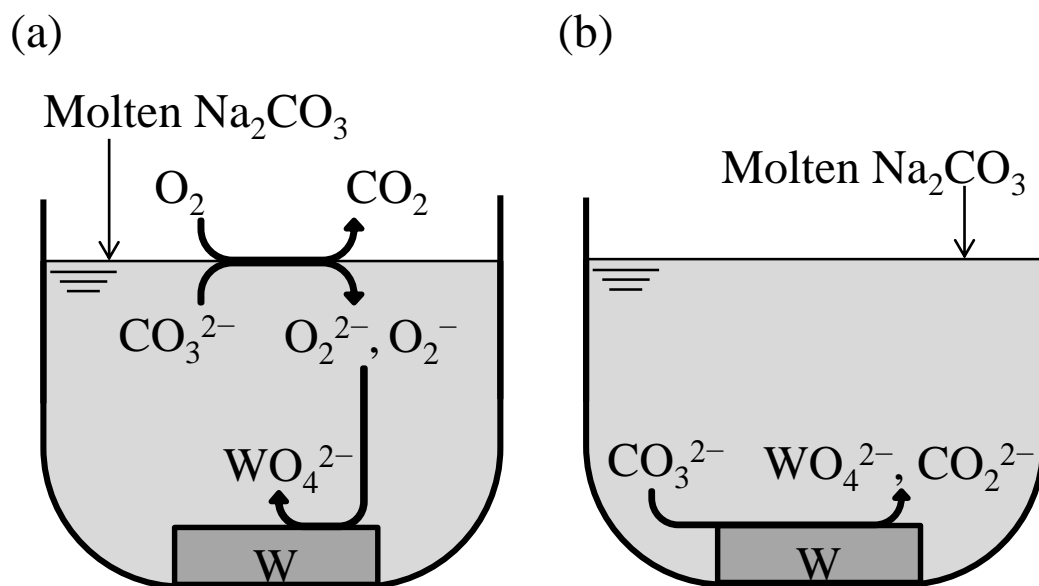 (a)
Molten Na₂CO₃
O₂ CO₂
CO₃²⁻ O₂²⁻, O₂⁻
WO₄²⁻
W
(b)
Molten Na₂CO₃
CO₃²⁻ WO₄²⁻, CO₂²⁻
W